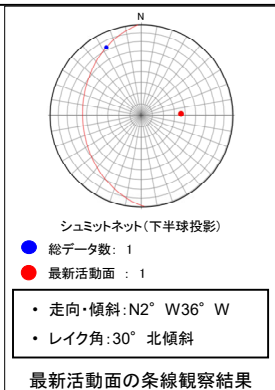 N
シュミットネット(下半球投影)
総データ数: 1
最新活動面 : 1
・ 走向・傾斜:N2° W36° W
・ レイク角:30° 北傾斜
最新活動面の条線観察結果